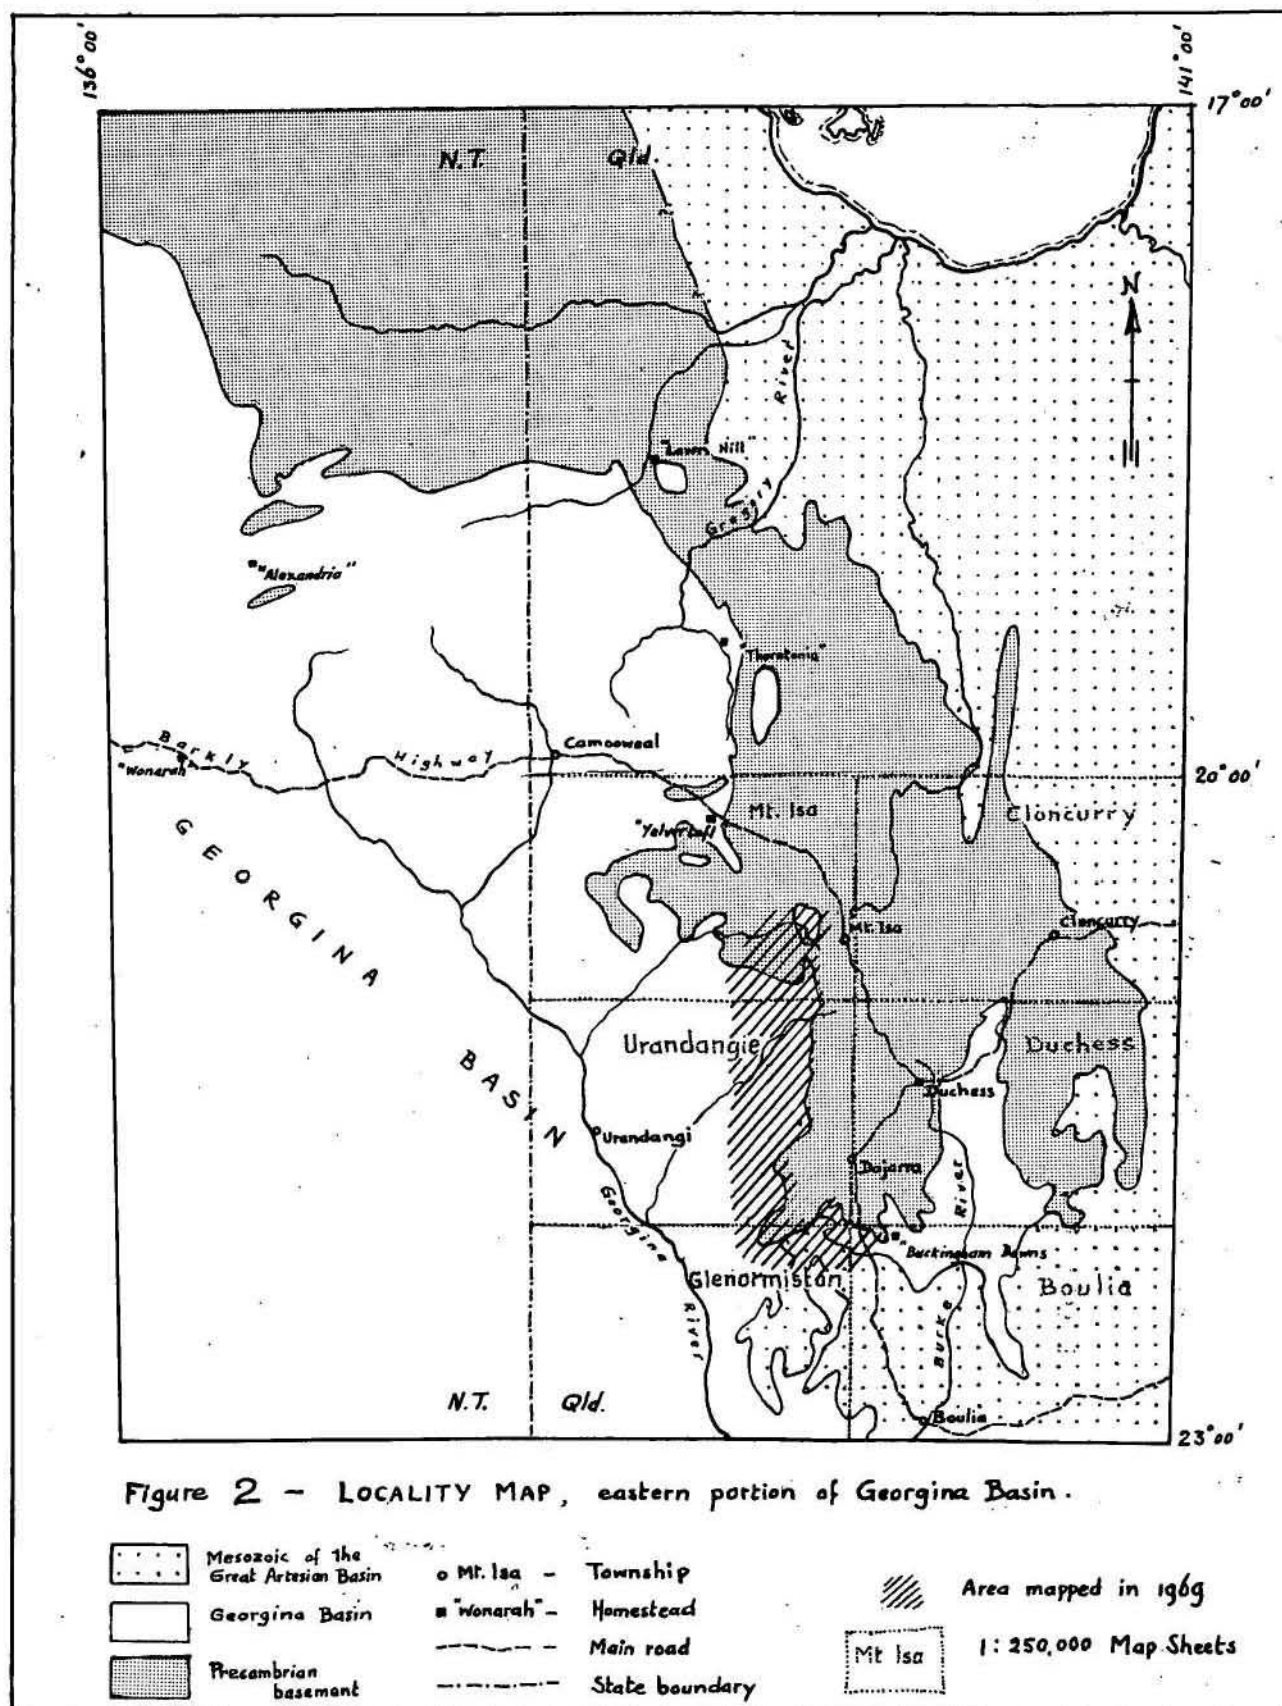 136°00'
141°00'
17°00'
N.T.
Qld.
N
River
"Lawn Hill"
Gregory
"Alexandria"
"Thorntonia"
Barkly
Highway
"Wonarah"
Camooweal
20°00'
Mt. Isa
Cloncurry
"Yelvertoft"
GEORGINA
Mt. Isa
Cloncurry
Urandangie
Duchess
BASIN
Duchess
Urandangi
Dajarra
River
Georgina
"Buckingham Downs
Glenormiston
Boulia
River
Burke
N.T.
Qld.
Boulia
23°00'
Figure 2 - LOCALITY MAP, eastern portion of Georgina Basin.
Mesozoic of the
Great Artesian Basin
Georgina Basin
Precambrian
basement
Mt. Isa - Township
"Wonarah" - Homestead
Main road
State boundary
Area mapped in 1969
Mt Isa
1:250,000 Map Sheets